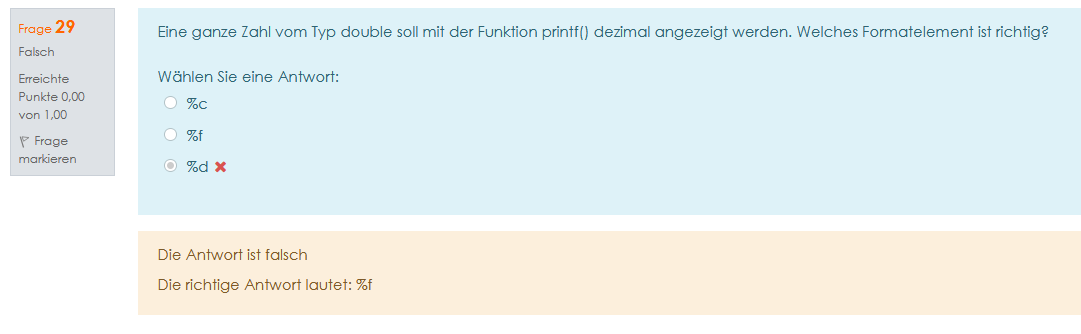 Frage 29
Falsch
Erreichte
Punkte 0,00
von 1,00
Frage
markieren
Eine ganze Zahl vom Typ double soll mit der Funktion printf() dezimal angezeigt werden. Welches Formatelement ist richtig?
Wählen Sie eine Antwort:
%c
%f
%d
Die Antwort ist falsch
Die richtige Antwort lautet: %f